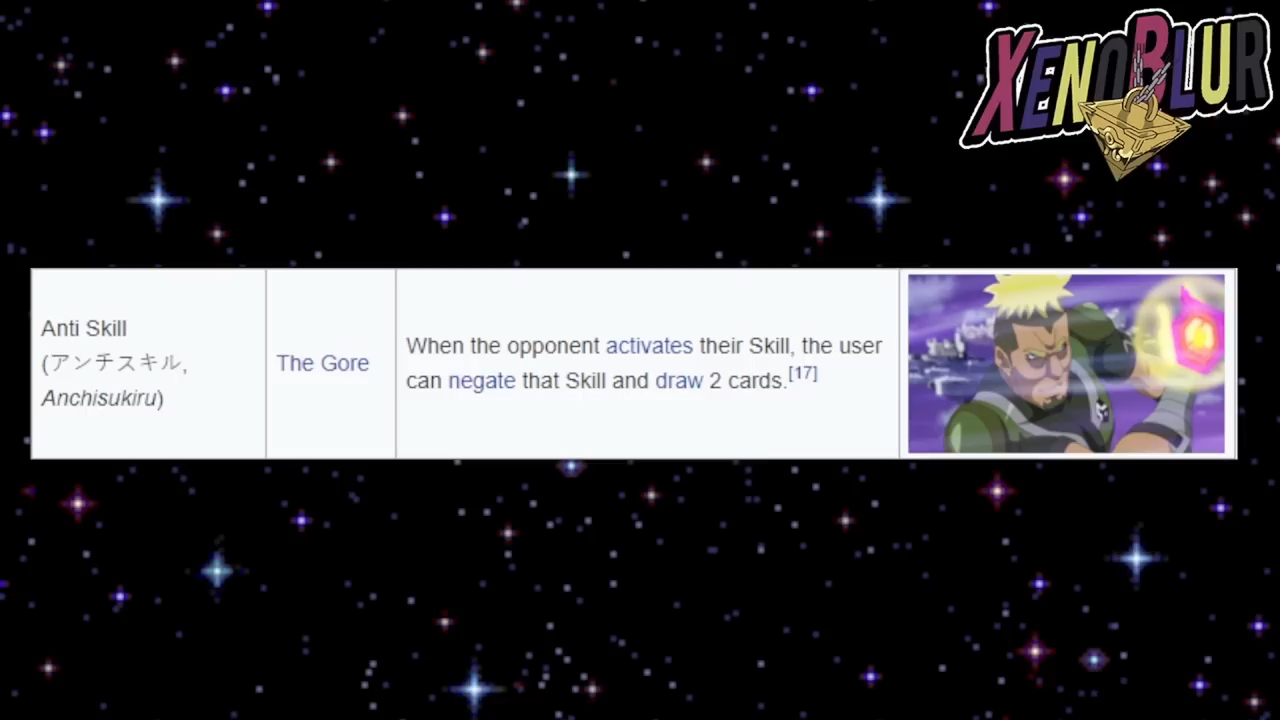 XENOBLUR
Anti Skill
(アンチスキル,
Anchisukiru)
The Gore
When the opponent activates their Skill, the user
can negate that Skill and draw 2 cards.[17]